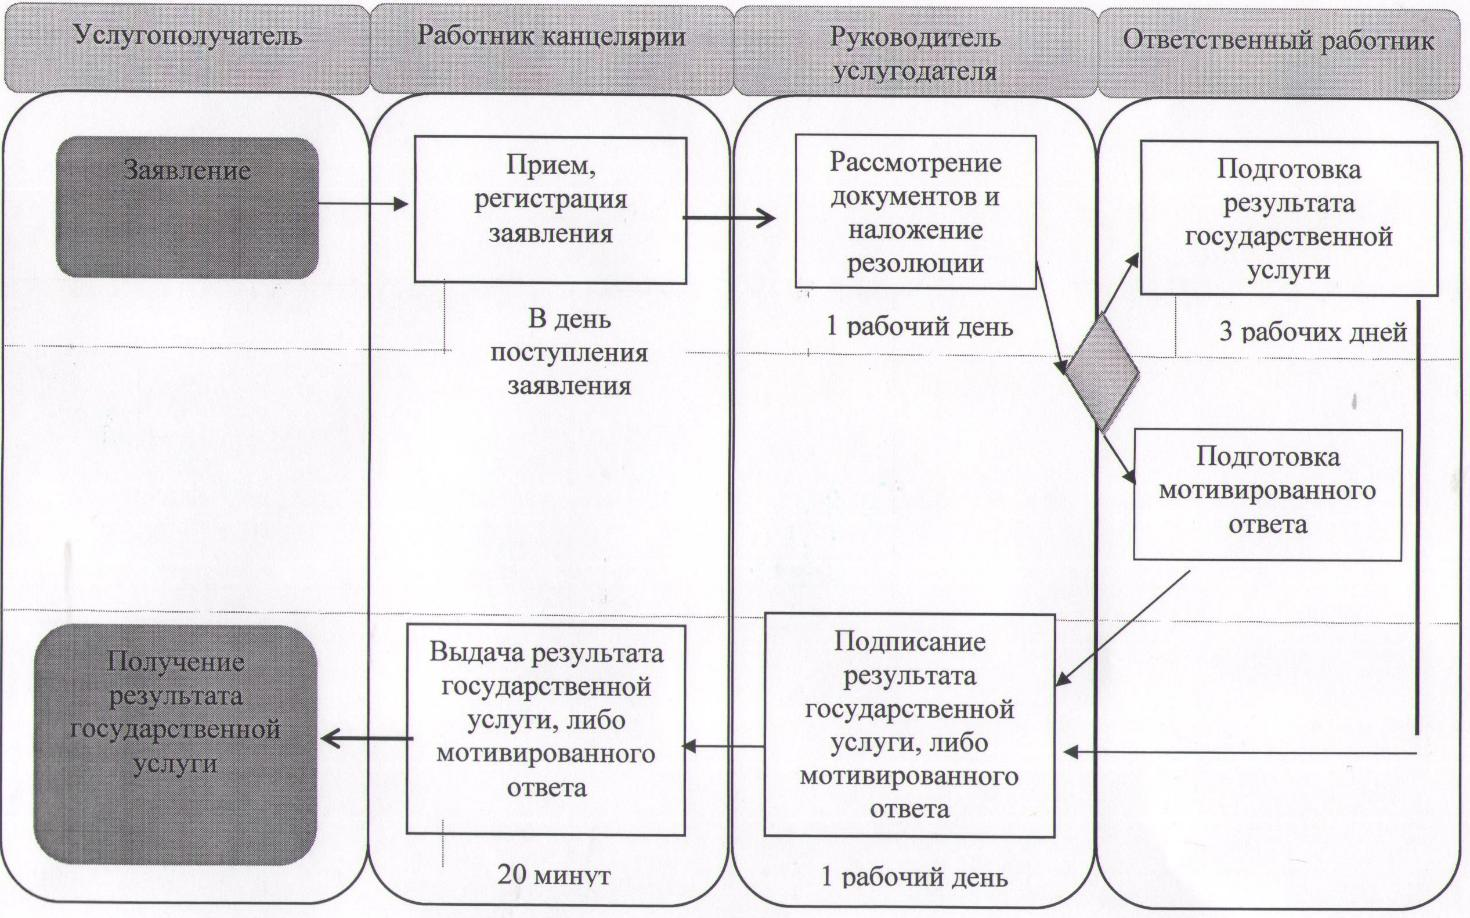 Услугополучатель
Работник канцелярии
Руководитель
услугодателя
Ответственный работник
Заявление
Прием,
регистрация
заявления
В день
поступления
заявления
Рассмотрение
документов и
наложение
резолюции
1 рабочий день
Подготовка
результата
государственной
услуги
3 рабочих дней
Подготовка
мотивированного
ответа
Получение
результата
государственной
услуги
Выдача результата
государственной
услуги, либо
мотивированного
ответа
20 минут
Подписание
результата
государственной
услуги, либо
мотивированного
ответа
1 рабочий день